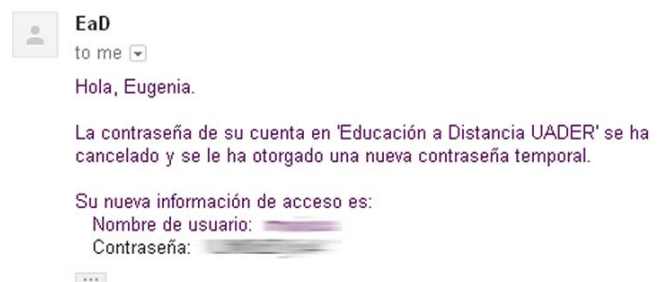 EaD
to me
Hola, Eugenia.
La contraseña de su cuenta en 'Educación a Distancia UADER' se ha
cancelado y se le ha otorgado una nueva contraseña temporal.
Su nueva información de acceso es:
Nombre de usuario:
Contraseña: